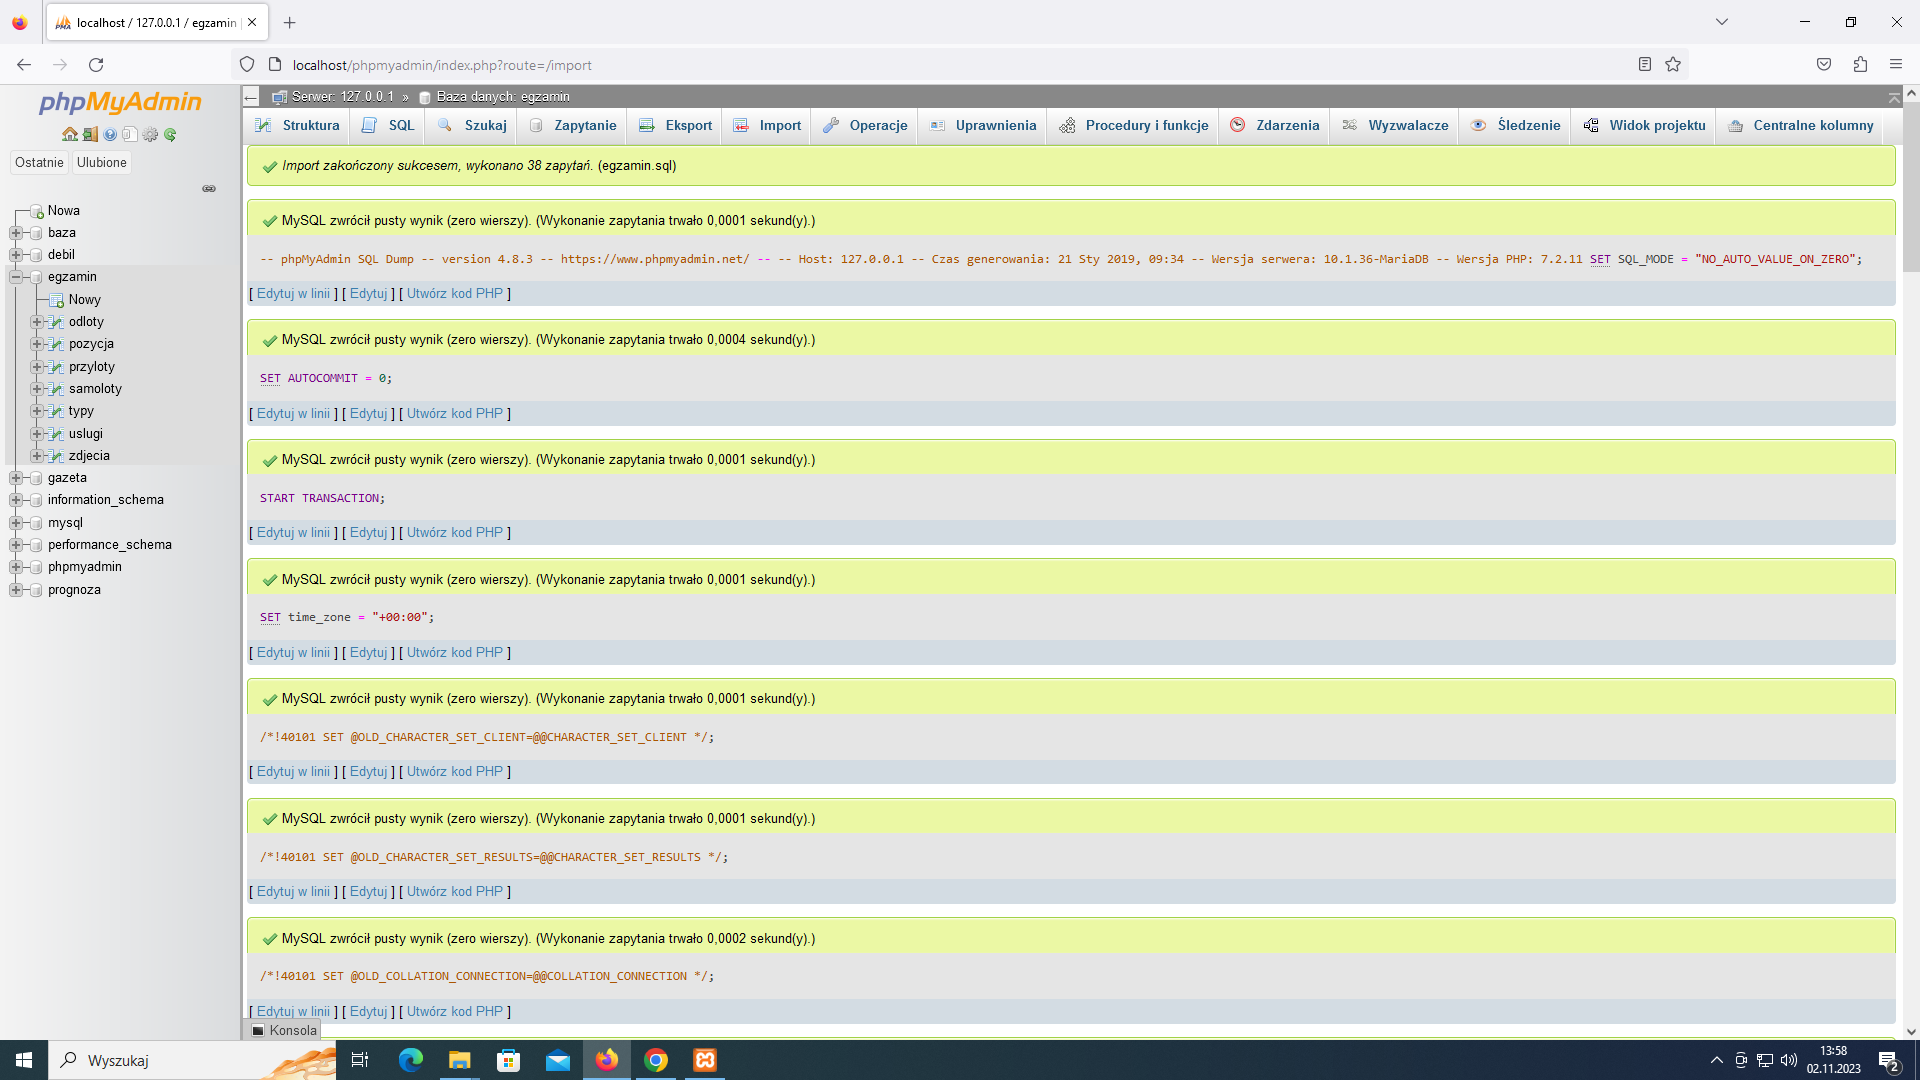 localhost / 127.0.0.1 / egzamin
localhost/phpmyadmin/index.php?route=/import
phpMyAdmin
Ostatnie Ulubione
Nowa
baza
debil
egzamin
Nowy
odloty
pozycja
przyloty
samoloty
typy
uslugi
zdjecia
gazeta
information_schema
mysql
performance_schema
phpmyadmin
prognoza
Serwer: 127.0.0.1 » Baza danych: egzamin
Struktura SQL Szukaj Zapytanie Eksport Import Operacje Uprawnienia Procedury i funkcje Zdarzenia Wyzwalacze Śledzenie Widok projektu Centralne kolumny
Import zakończony sukcesem, wykonano 38 zapytań. (egzamin.sql)
MySQL zwrócił pusty wynik (zero wierszy). (Wykonanie zapytania trwało 0,0001 sekund(y).)
-- phpMyAdmin SQL Dump -- version 4.8.3 -- https://www.phpmyadmin.net/ -- -- Host: 127.0.0.1 -- Czas generowania: 21 Sty 2019, 09:34 -- Wersja serwera: 10.1.36-MariaDB -- Wersja PHP: 7.2.11 SET SQL_MODE = "NO_AUTO_VALUE_ON_ZERO";
[ Edytuj w linii ] [ Edytuj ] [ Utwórz kod PHP ]
MySQL zwrócił pusty wynik (zero wierszy). (Wykonanie zapytania trwało 0,0004 sekund(y).)
SET AUTOCOMMIT = 0;
[ Edytuj w linii ] [ Edytuj ] [ Utwórz kod PHP ]
MySQL zwrócił pusty wynik (zero wierszy). (Wykonanie zapytania trwało 0,0001 sekund(y).)
START TRANSACTION;
[ Edytuj w linii ] [ Edytuj ] [ Utwórz kod PHP ]
MySQL zwrócił pusty wynik (zero wierszy). (Wykonanie zapytania trwało 0,0001 sekund(y).)
SET time_zone = "+00:00";
[ Edytuj w linii ] [ Edytuj ] [ Utwórz kod PHP ]
MySQL zwrócił pusty wynik (zero wierszy). (Wykonanie zapytania trwało 0,0001 sekund(y).)
/*!40101 SET @OLD_CHARACTER_SET_CLIENT=@@CHARACTER_SET_CLIENT */;
[ Edytuj w linii ] [ Edytuj ] [ Utwórz kod PHP ]
MySQL zwrócił pusty wynik (zero wierszy). (Wykonanie zapytania trwało 0,0001 sekund(y).)
/*!40101 SET @OLD_CHARACTER_SET_RESULTS=@@CHARACTER_SET_RESULTS */;
[ Edytuj w linii ] [ Edytuj ] [ Utwórz kod PHP ]
MySQL zwrócił pusty wynik (zero wierszy). (Wykonanie zapytania trwało 0,0002 sekund(y).)
/*!40101 SET @OLD_COLLATION_CONNECTION=@@COLLATION_CONNECTION */;
[ Edytuj w linii ] [ Edytuj ] [ Utwórz kod PHP ]
Konsola
Wyszukaj
13:58
02.11.2023
2